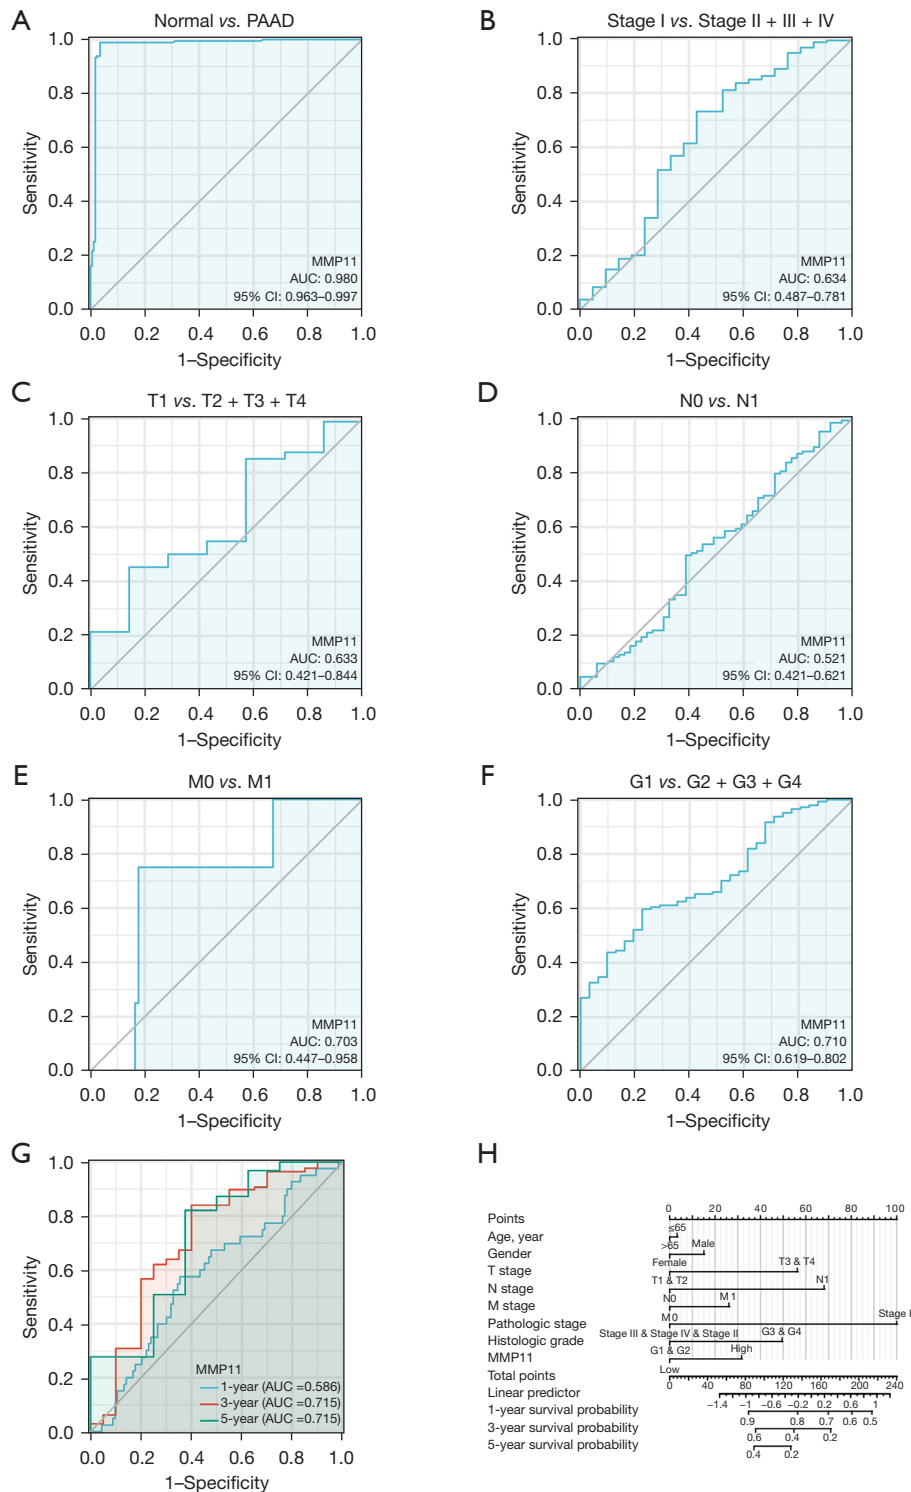 A
Normal vs. PAAD
1.0
0.8
0.6
0.4
0.2
0.0
Sensitivity
MMP11
AUC: 0.980
95% CI: 0.963–0.997
0.0 0.2 0.4 0.6 0.8 1.0
1–Specificity
B
Stage I vs. Stage II + III + IV
1.0
0.8
0.6
0.4
0.2
0.0
Sensitivity
MMP11
AUC: 0.634
95% CI: 0.487–0.781
0.0 0.2 0.4 0.6 0.8 1.0
1–Specificity
C
T1 vs. T2 + T3 + T4
1.0
0.8
0.6
0.4
0.2
0.0
Sensitivity
MMP11
AUC: 0.633
95% CI: 0.421–0.844
0.0 0.2 0.4 0.6 0.8 1.0
1–Specificity
D
N0 vs. N1
1.0
0.8
0.6
0.4
0.2
0.0
Sensitivity
MMP11
AUC: 0.521
95% CI: 0.421–0.621
0.0 0.2 0.4 0.6 0.8 1.0
1–Specificity
E
M0 vs. M1
1.0
0.8
0.6
0.4
0.2
0.0
Sensitivity
MMP11
AUC: 0.703
95% CI: 0.447–0.958
0.0 0.2 0.4 0.6 0.8 1.0
1–Specificity
F
G1 vs. G2 + G3 + G4
1.0
0.8
0.6
0.4
0.2
0.0
Sensitivity
MMP11
AUC: 0.710
95% CI: 0.619–0.802
0.0 0.2 0.4 0.6 0.8 1.0
1–Specificity
G
1.0
0.8
0.6
0.4
0.2
0.0
Sensitivity
MMP11
1-year (AUC =0.586)
3-year (AUC =0.715)
5-year (AUC =0.715)
0.0 0.2 0.4 0.6 0.8 1.0
1–Specificity
H
0 20 40 60 80 100
Points
≤65
Age, year
>65 Male
Gender
Female T3 & T4
T stage
T1 & T2 N1
N stage
N0 M1
M stage
M0 Stage I
Pathologic stage
Stage III & Stage IV & Stage II G3 & G4
Histologic grade
G1 & G2 High
MMP11
Low
Total points
0 40 80 120 160 200 240
Linear predictor
−1.4 −1 −0.6 −0.2 0.2 0.6 1
1-year survival probability
0.9 0.8 0.7 0.6 0.5
3-year survival probability
0.6 0.4 0.2
5-year survival probability
0.4 0.2